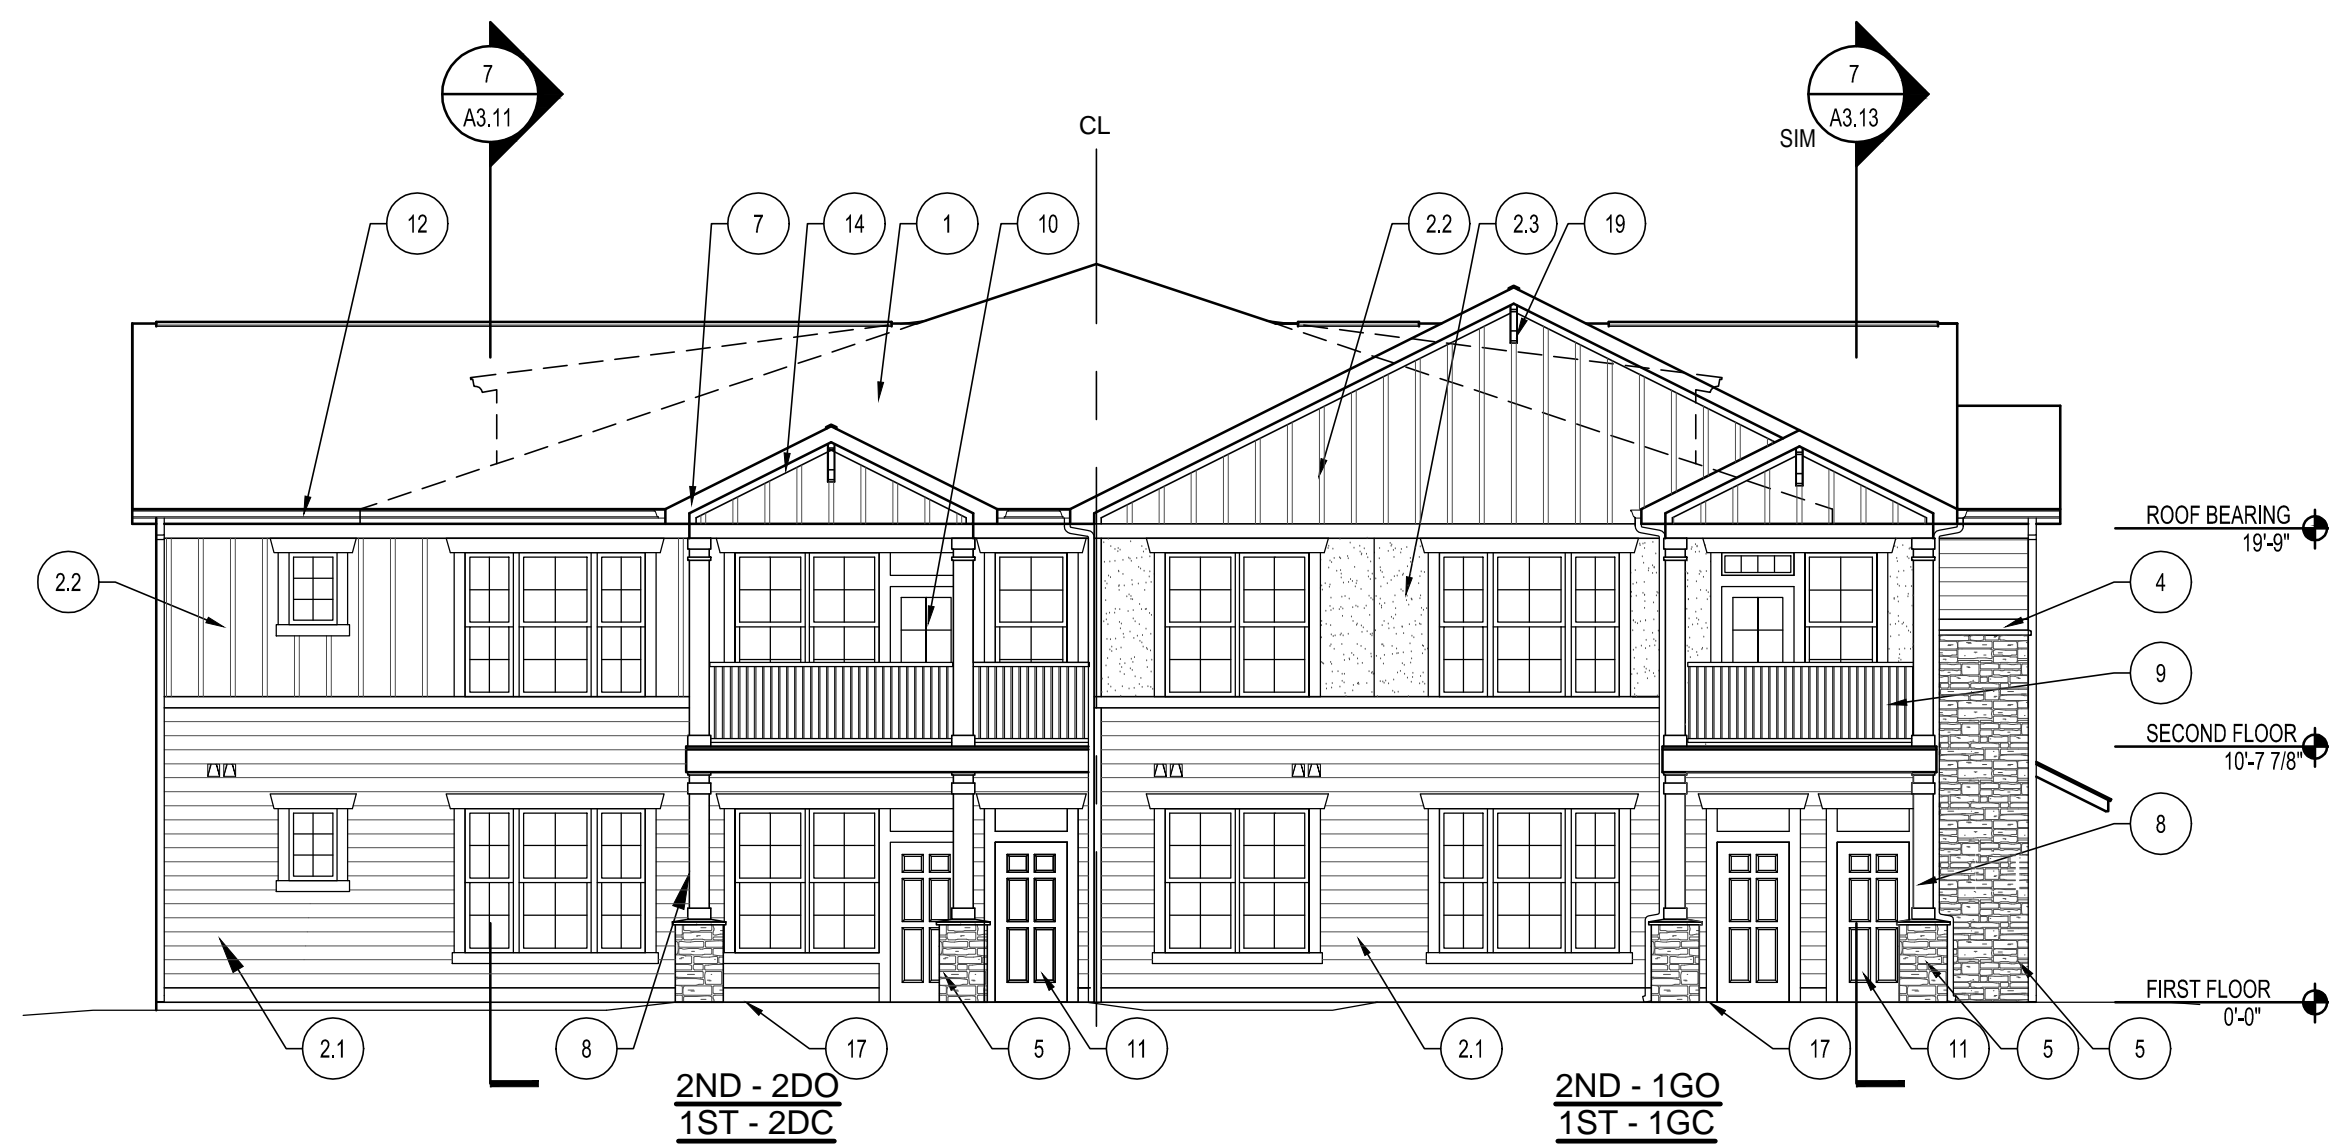 7
A3.11
CL
7
A3.13
SIM
12
7
14
1
10
2.2
2.3
19
ROOF BEARING
19'-9"
2.2
4
9
SECOND FLOOR
10'-7 7/8"
8
FIRST FLOOR
0'-0"
2.1
8
17
5
11
2.1
17
11
5
5
2ND - 2DO
1ST - 2DC
2ND - 1GO
1ST - 1GC